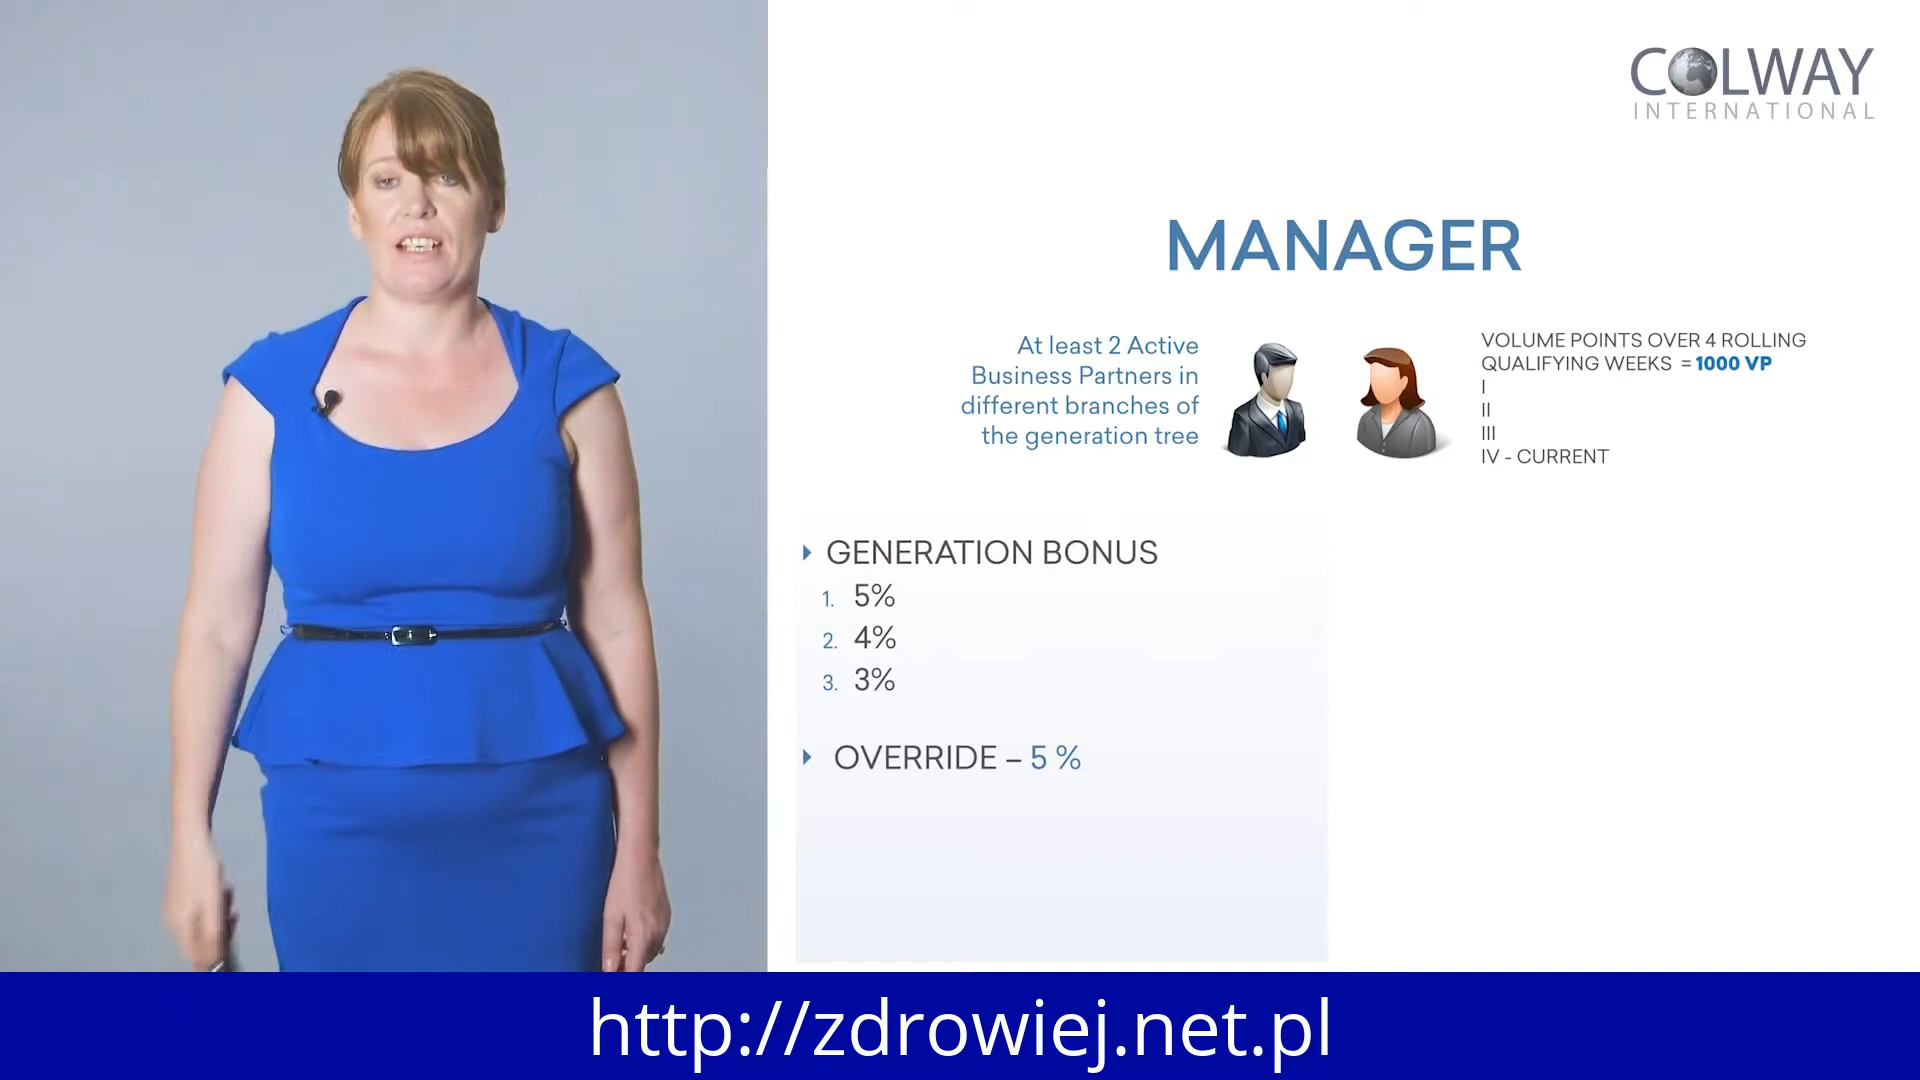 COLWAY
INTERNATIONAL
MANAGER
At least 2 Active
Business Partners in
different branches of
the generation tree
VOLUME POINTS OVER 4 ROLLING
QUALIFYING WEEKS = 1000 VP
I
II
III
IV - CURRENT
GENERATION BONUS
1. 5%
2. 4%
3. 3%
OVERRIDE – 5 %
http://zdrowiej.net.pl